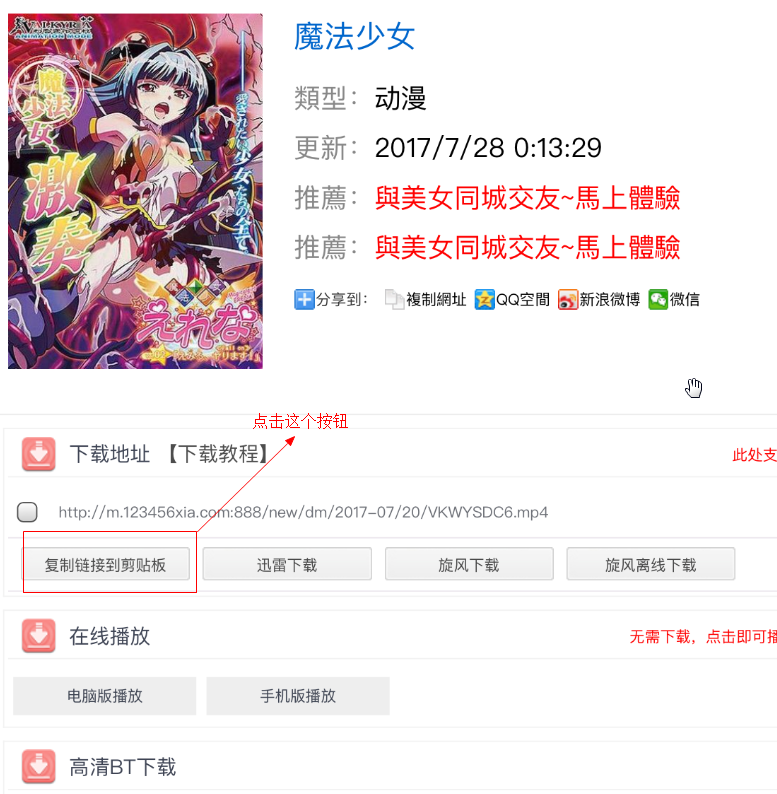 VALKYRIA
ANIMATION MODE
魔法少女
魔法
少女、
激奏
愛されたい少女たちの全て。
えれな
類型：动漫
更新：2017/7/28 0:13:29
推薦：與美女同城交友~馬上體驗
推薦：與美女同城交友~馬上體驗
分享到： 複制網址 QQ空間 新浪微博 微信
点击这个按钮
下载地址 【下载教程】 此处支
http://m.123456xia.com:888/new/dm/2017-07/20/VKWYSDC6.mp4
复制链接到剪贴板 迅雷下载 旋风下载 旋风离线下载
在线播放 无需下载，点击即可播
电脑版播放 手机版播放
高清BT下载